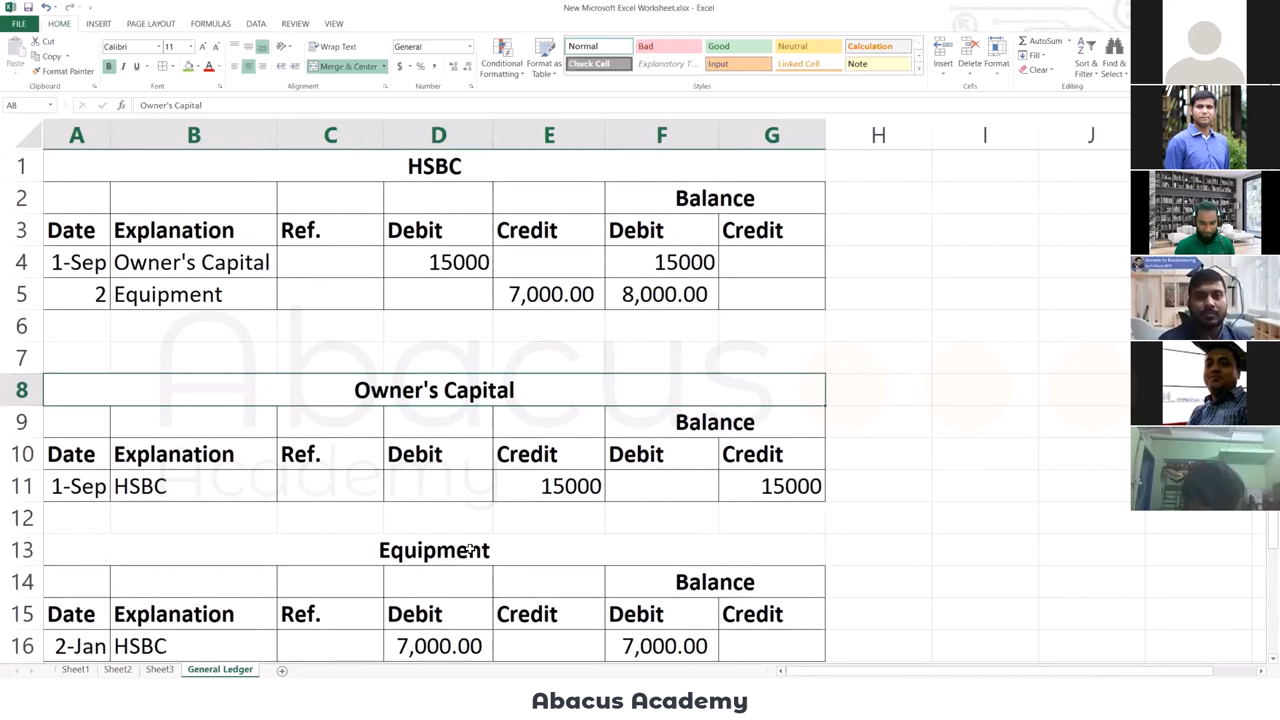 New Microsoft Excel Worksheet.xlsx - Excel
FILE HOME INSERT PAGE LAYOUT FORMULAS DATA REVIEW VIEW
Cut
Copy
Format Painter
Paste
Clipboard
Calibri 11
B I U
Font
Wrap Text
Merge & Center
Alignment
General
$ % ,
Number
Conditional Formatting
Format as Table
Normal Bad Good Neutral Calculation
Check Cell Explanatory T... Input Linked Cell Note
Styles
Insert Delete Format
Cells
AutoSum
Fill
Clear
Sort & Filter
Find & Select
Editing
A8 fx Owner's Capital
A B C D E F G H I J
1 HSBC
2 Balance
3 Date Explanation Ref. Debit Credit Debit Credit
4 1-Sep Owner's Capital 15000 15000
5 2 Equipment 7,000.00 8,000.00
6
7
8 Owner's Capital
9 Balance
10 Date Explanation Ref. Debit Credit Debit Credit
11 1-Sep HSBC 15000 15000
12
13 Equipment
14 Balance
15 Date Explanation Ref. Debit Credit Debit Credit
16 2-Jan HSBC 7,000.00 7,000.00
Abacus
Academy
Sheet1 Sheet2 Sheet3 General Ledger
Abacus Academy